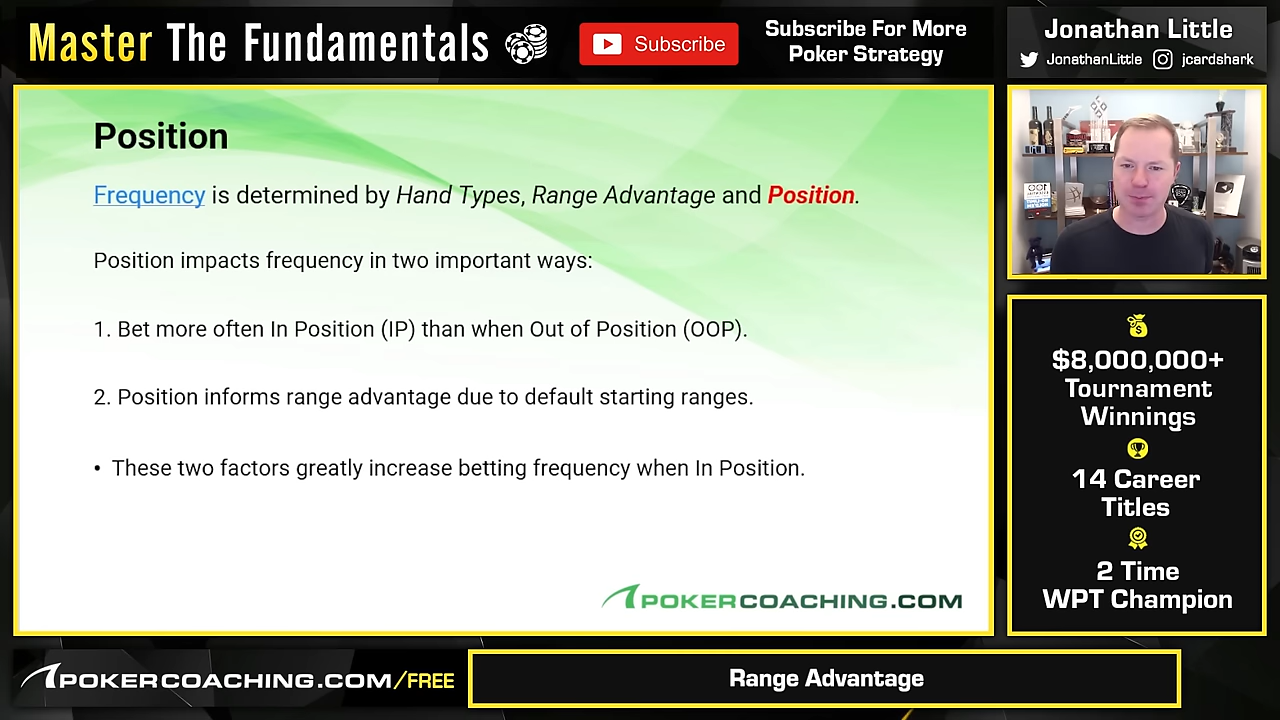 Master The Fundamentals
Subscribe
Subscribe For More
Poker Strategy
Jonathan Little
JonathanLittle jcardshark
Position
Frequency is determined by Hand Types, Range Advantage and Position.
Position impacts frequency in two important ways:
1. Bet more often In Position (IP) than when Out of Position (OOP).
2. Position informs range advantage due to default starting ranges.
• These two factors greatly increase betting frequency when In Position.
POKERCOACHING.COM
$8,000,000+
Tournament
Winnings
14 Career
Titles
2 Time
WPT Champion
POKERCOACHING.COM/FREE
Range Advantage